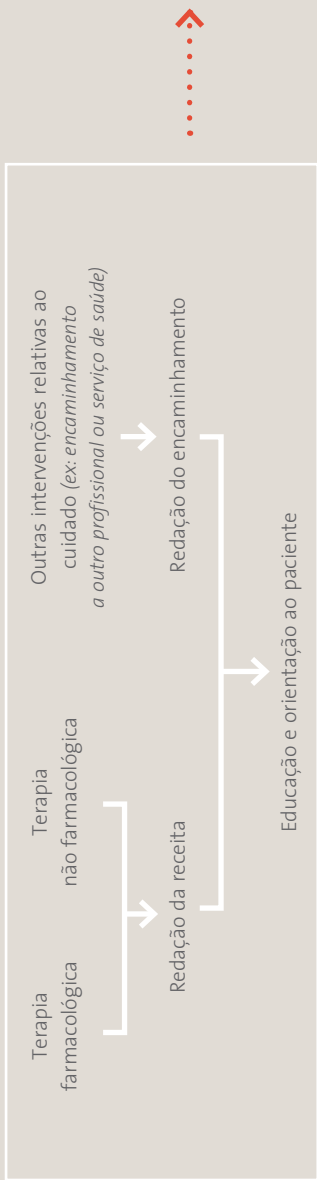 Terapia
farmacológica
Terapia
não farmacológica
Outras intervenções relativas ao
cuidado (ex: encaminhamento
a outro profissional ou serviço de saúde)
Redação da receita
Redação do encaminhamento
Educação e orientação ao paciente